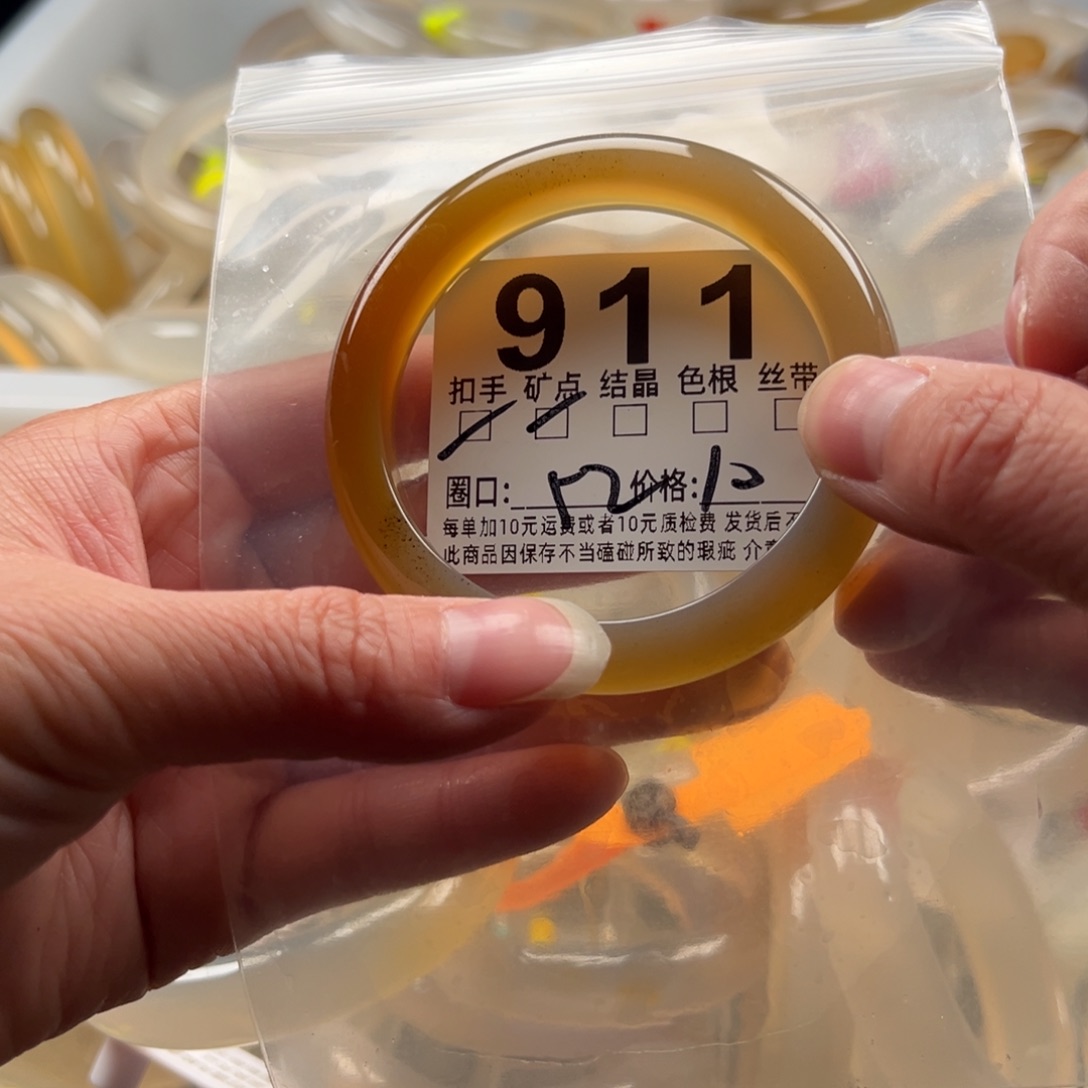 911
扣手 矿点 结晶 色根 丝带
圈口: 52 价格:
每单加10元运费或者10元质检费 发货后不
此商品因保存不当磕碰所致的瑕疵 介意